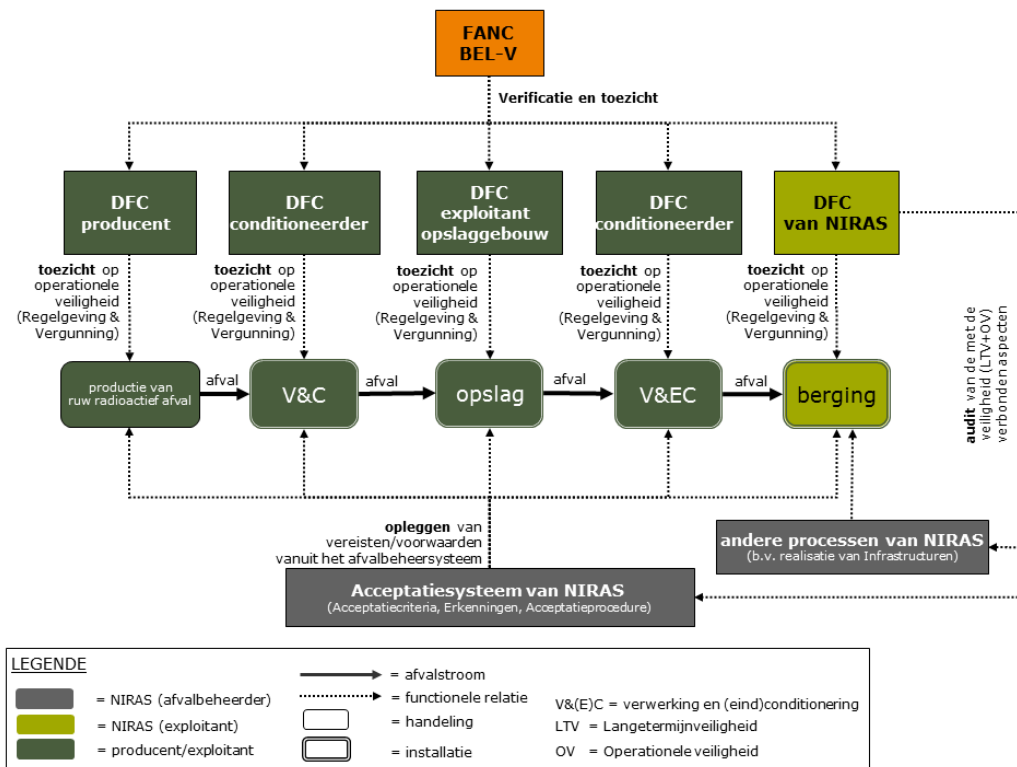 FANC
BEL-V
Verificatie en toezicht
DFC
producent
DFC
conditioneerder
DFC
exploitant
opslaggebouw
DFC
conditioneerder
DFC
van NIRAS
toezicht op
operationele
veiligheid
(Regelgeving &
Vergunning)
toezicht op
operationele
veiligheid
(Regelgeving &
Vergunning)
toezicht op
operationele
veiligheid
(Regelgeving &
Vergunning)
toezicht op
operationele
veiligheid
(Regelgeving &
Vergunning)
toezicht op
operationele
veiligheid
(Regelgeving &
Vergunning)
audit van de met de
veiligheid (LTV+OV)
verbonden aspecten
productie van
ruw radioactief afval
afval
V&C
afval
opslag
afval
V&EC
afval
berging
opleggen van
vereisten/voorwaarden
vanuit het afvalbeheersysteem
andere processen van NIRAS
(b.v. realisatie van Infrastructuren)
Acceptatiesysteem van NIRAS
(Acceptatiecriteria, Erkenningen, Acceptatieprocedure)
LEGENDE
= NIRAS (afvalbeheerder)
= NIRAS (exploitant)
= producent/exploitant
= afvalstroom
= functionele relatie
= handeling
= installatie
V&(E)C = verwerking en (eind)conditionering
LTV = Langetermijnveiligheid
OV = Operationele veiligheid